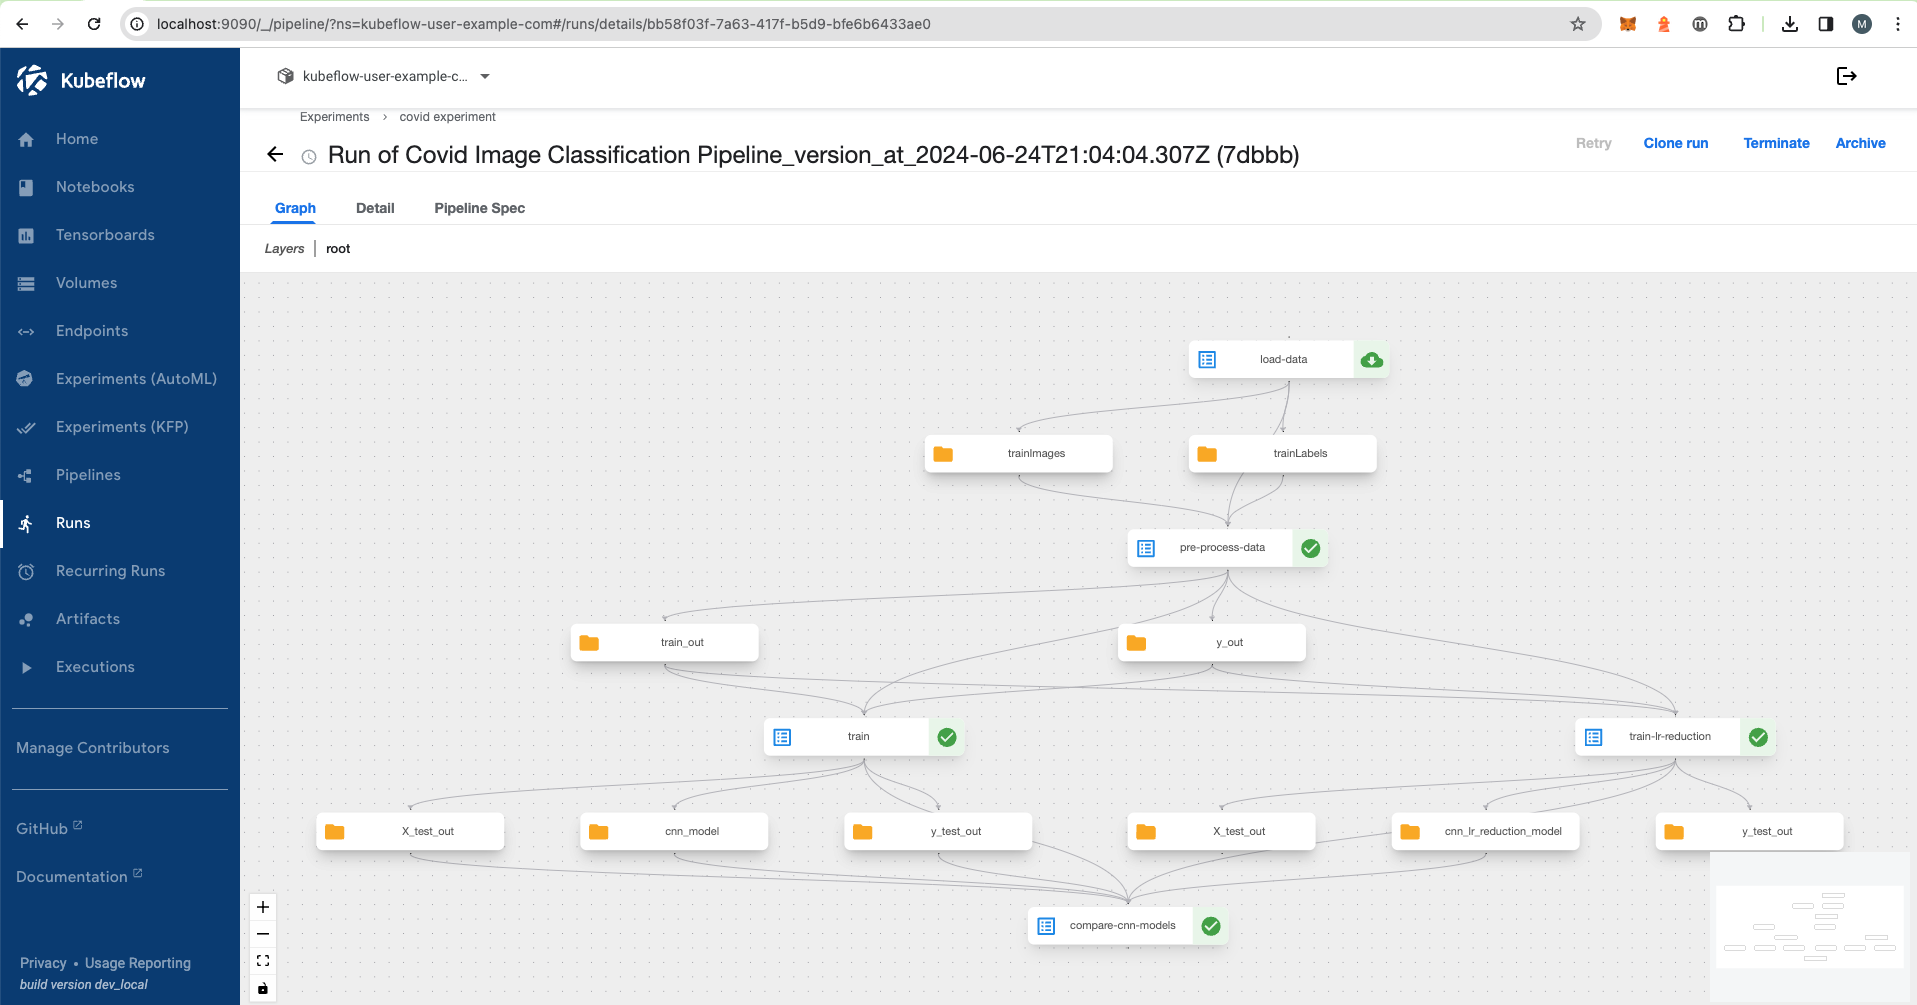 localhost:9090/_/pipeline/?ns=kubeflow-user-example-com#/runs/details/bb58f03f-7a63-417f-b5d9-bfe6b6433ae0
M
Kubeflow
kubeflow-user-example-c...
Home
Notebooks
Tensorboards
Volumes
Endpoints
Experiments (AutoML)
Experiments (KFP)
Pipelines
Runs
Recurring Runs
Artifacts
Executions
Manage Contributors
GitHub
Documentation
Privacy • Usage Reporting
build version dev_local
Experiments > covid experiment
Run of Covid Image Classification Pipeline_version_at_2024-06-24T21:04:04.307Z (7dbbb)
Retry Clone run Terminate Archive
Graph Detail Pipeline Spec
Layers | root
load-data
trainImages trainLabels
pre-process-data
train_out y_out
train train-lr-reduction
X_test_out cnn_model y_test_out X_test_out cnn_lr_reduction_model y_test_out
compare-cnn-models